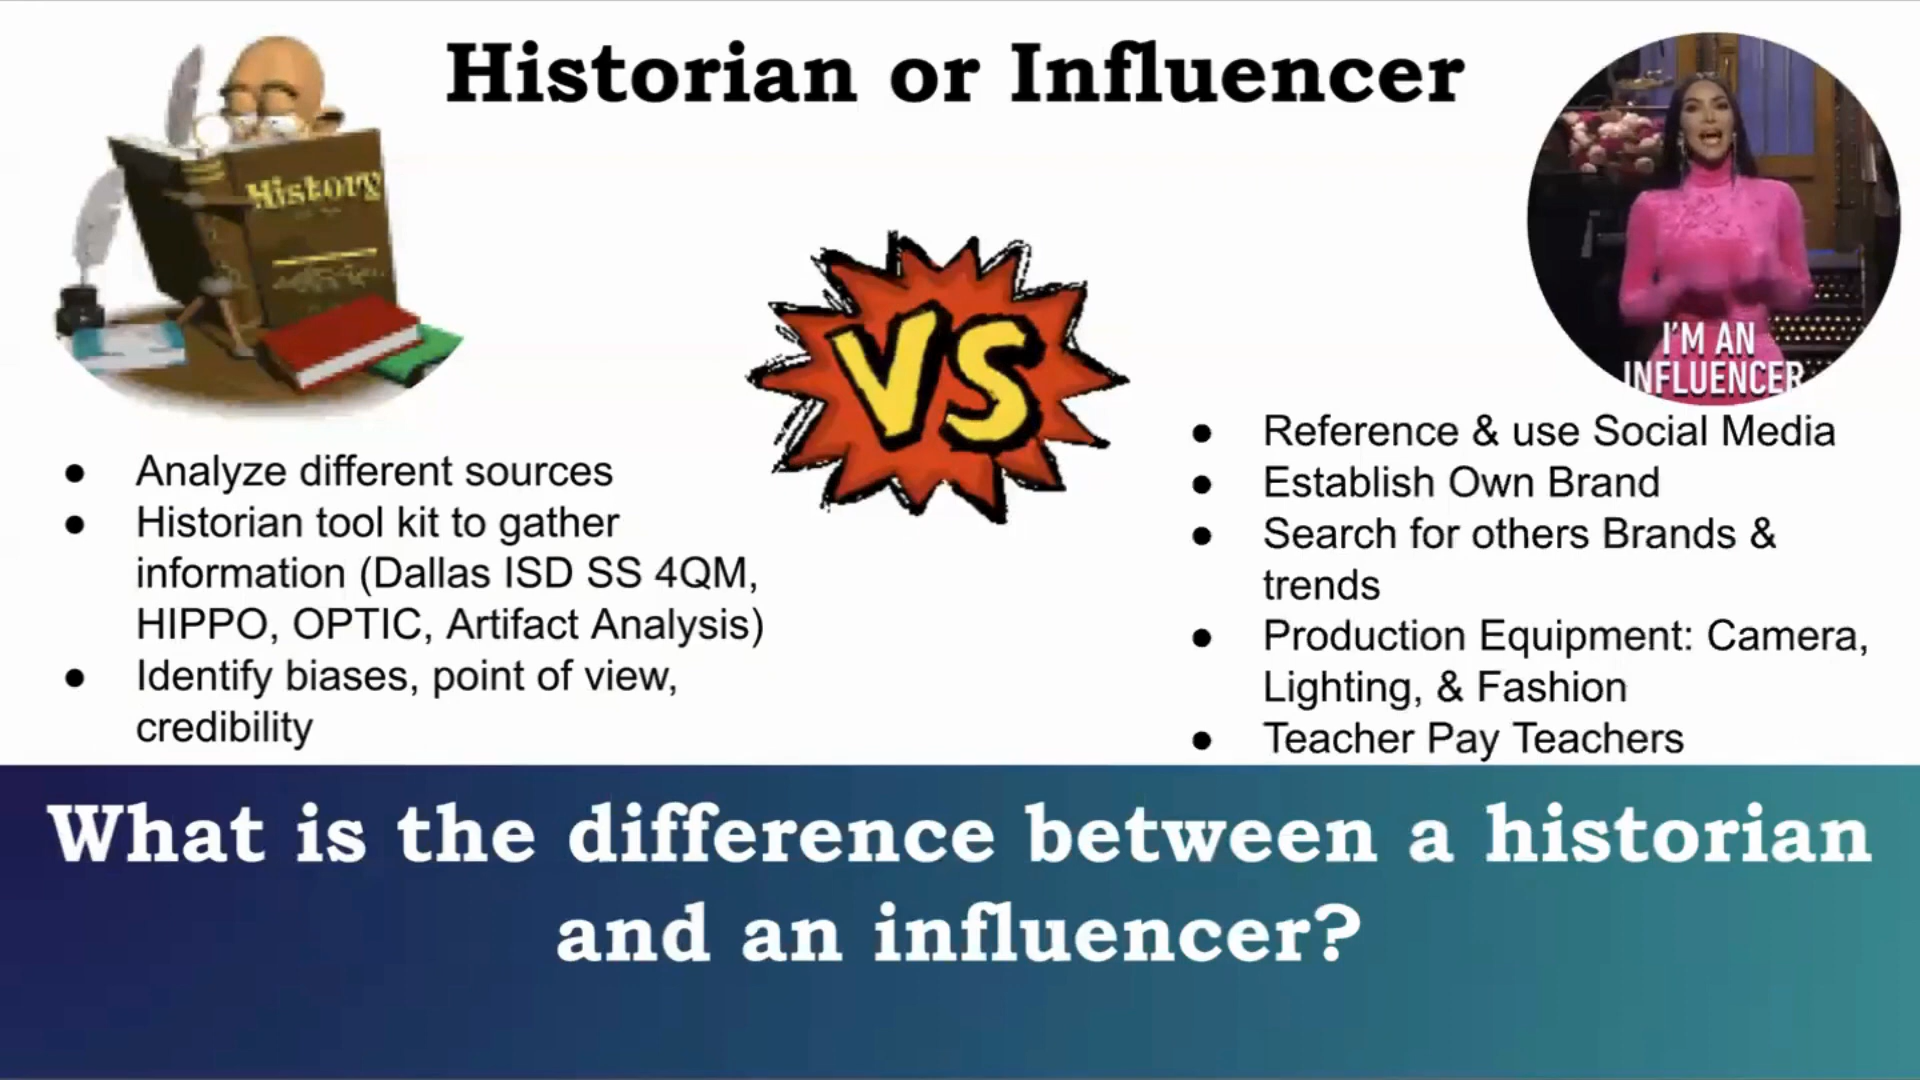 Historian or Influencer
History
VS
I'M AN
INFLUENCER
● Analyze different sources
● Historian tool kit to gather
information (Dallas ISD SS 4QM,
HIPPO, OPTIC, Artifact Analysis)
● Identify biases, point of view,
credibility
● Reference & use Social Media
● Establish Own Brand
● Search for others Brands &
trends
● Production Equipment: Camera,
Lighting, & Fashion
● Teacher Pay Teachers
What is the difference between a historian
and an influencer?